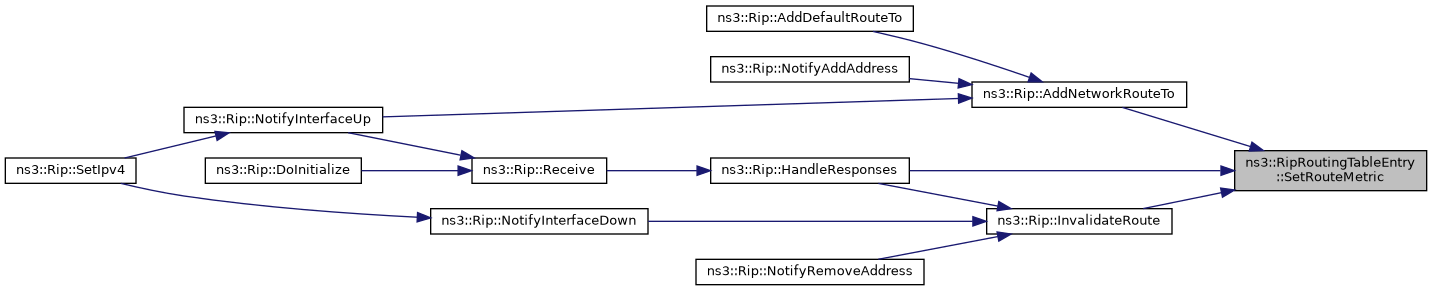 ns3::Rip::AddDefaultRouteTo
ns3::Rip::NotifyAddAddress
ns3::Rip::AddNetworkRouteTo
ns3::Rip::NotifyInterfaceUp
ns3::RipRoutingTableEntry
::SetRouteMetric
ns3::Rip::SetIpv4
ns3::Rip::DoInitialize
ns3::Rip::Receive
ns3::Rip::HandleResponses
ns3::Rip::NotifyInterfaceDown
ns3::Rip::InvalidateRoute
ns3::Rip::NotifyRemoveAddress